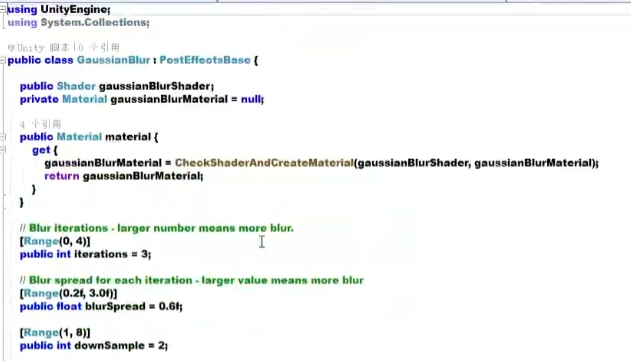 using UnityEngine;
using System.Collections;
Unity 脚本|0 个引用
public class GaussianBlur : PostEffectsBase {
public Shader gaussianBlurShader;
private Material gaussianBlurMaterial = null;
4 个引用
public Material material {
get {
gaussianBlurMaterial = CheckShaderAndCreateMaterial(gaussianBlurShader, gaussianBlurMaterial);
return gaussianBlurMaterial;
}
}
// Blur iterations - larger number means more blur.
[Range(0, 4)]
public int iterations = 3;
// Blur spread for each iteration - larger value means more blur
[Range(0.2f, 3.0f)]
public float blurSpread = 0.6f;
[Range(1, 8)]
public int downSample = 2;